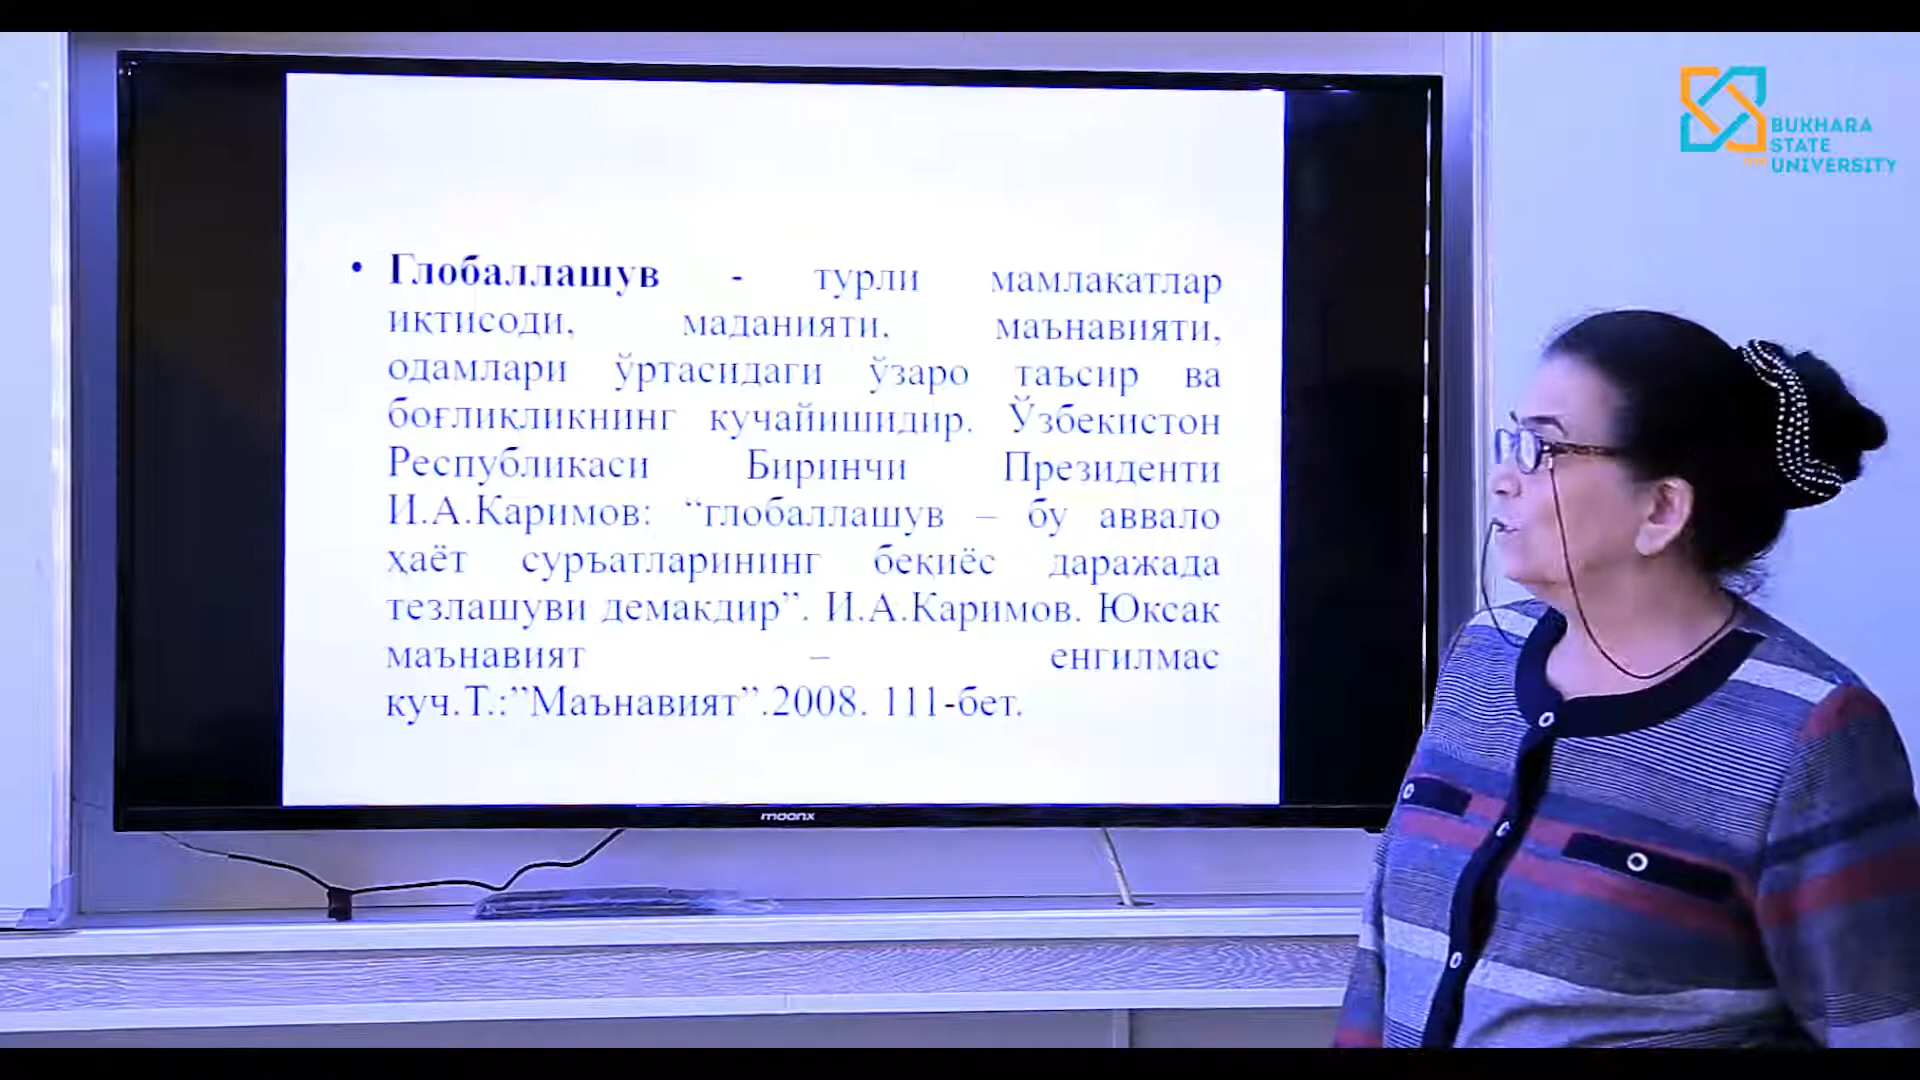 • Глобаллашув - турли мамлакатлар
иқтисоди, маданияти, маънавияти,
одамлари ўртасидаги ўзаро таъсир ва
боғлиқликнинг кучайишидир. Ўзбекистон
Республикаси Биринчи Президенти
И.А.Каримов: “глобаллашув – бу аввало
ҳаёт суръатларининг беқиёс даражада
тезлашуви демакдир”. И.А.Каримов. Юксак
маънавият – енгилмас
куч.Т.:”Маънавият”.2008. 111-бет.
moonx
BUKHARA
STATE
UNIVERSITY